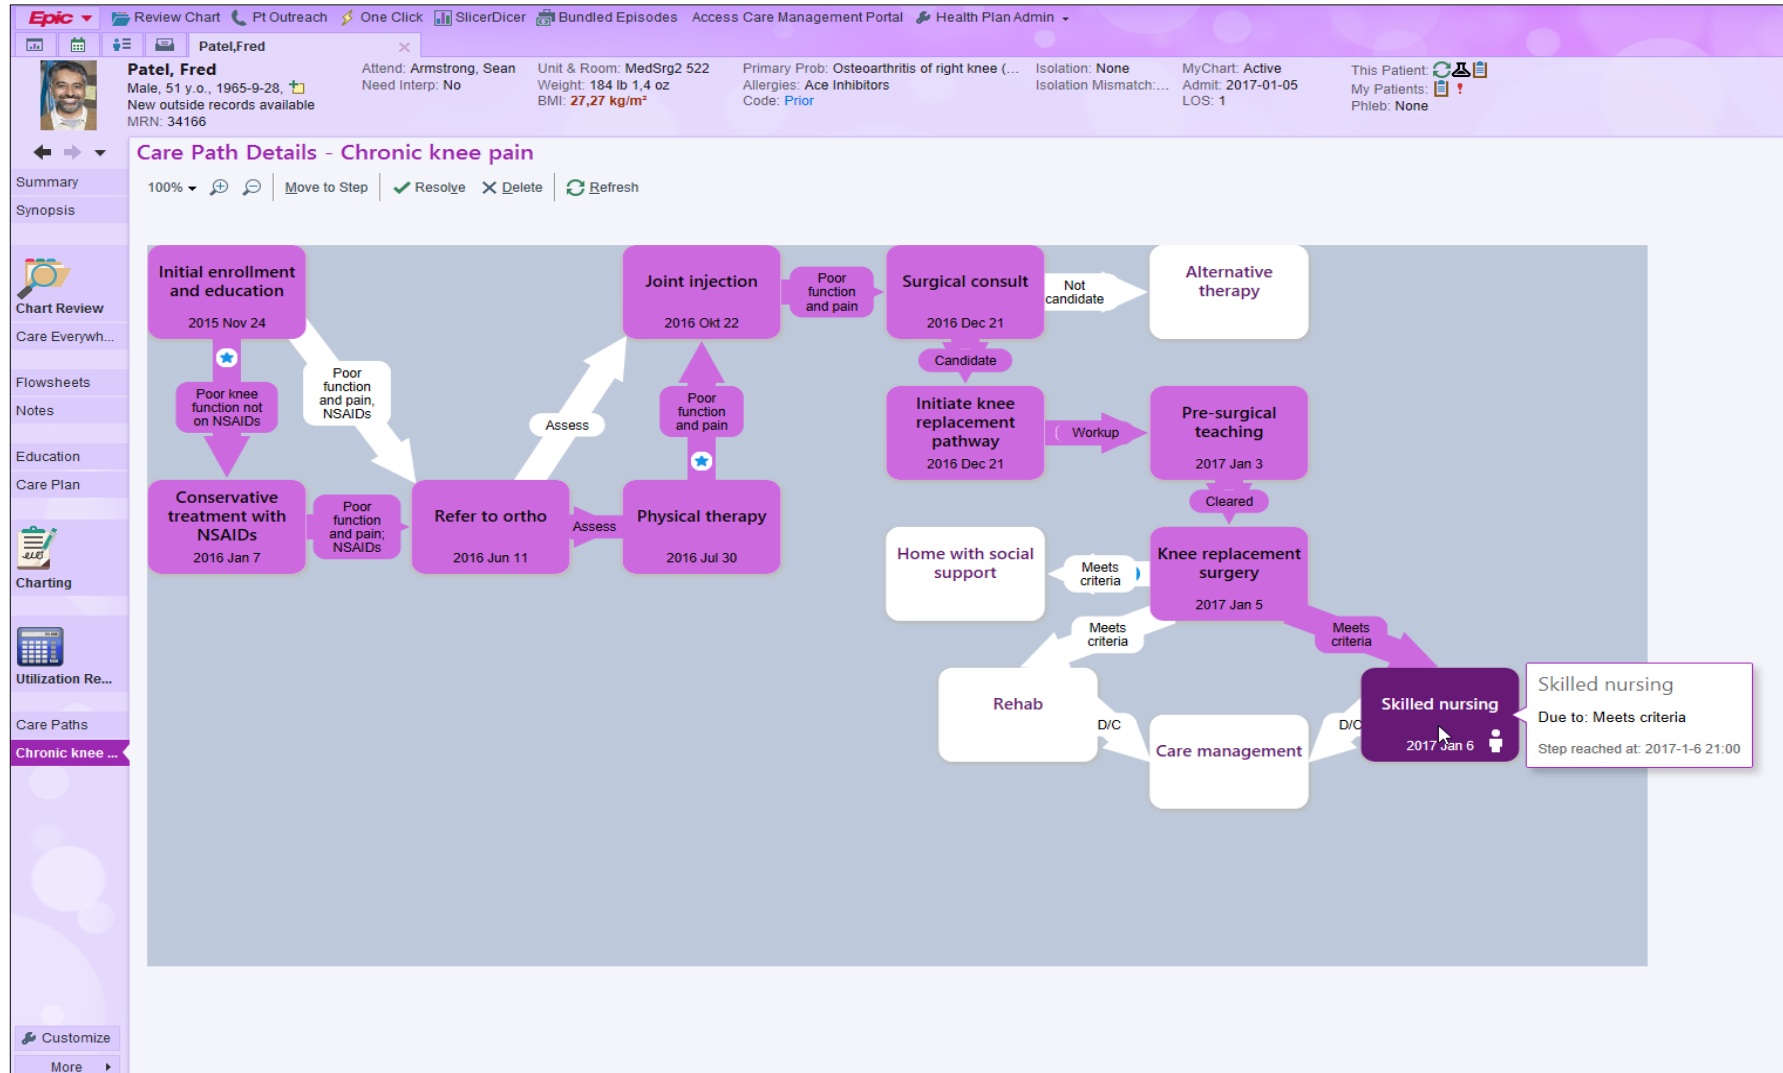 Epic Review Chart Pt Outreach One Click SlicerDicer Bundled Episodes Access Care Management Portal Health Plan Admin
Patel,Fred
Patel, Fred
Male, 51 y.o., 1965-9-28,
New outside records available
MRN: 34166
Attend: Armstrong, Sean
Need Interp: No
Unit & Room: MedSrg2 522
Weight: 184 lb 1,4 oz
BMI: 27,27 kg/m²
Primary Prob: Osteoarthritis of right knee (...
Allergies: Ace Inhibitors
Code: Prior
Isolation: None
Isolation Mismatch:...
MyChart: Active
Admit: 2017-01-05
LOS: 1
This Patient:
My Patients:
Phleb: None
Care Path Details - Chronic knee pain
100% Move to Step Resolve Delete Refresh
Summary
Synopsis
Chart Review
Care Everywh...
Flowsheets
Notes
Education
Care Plan
Charting
Utilization Re...
Care Paths
Chronic knee ...
Customize
More
Initial enrollment
and education
2015 Nov 24
Poor knee
function not
on NSAIDs
Poor
function
and pain,
NSAIDs
Conservative
treatment with
NSAIDs
2016 Jan 7
Poor
function
and pain;
NSAIDs
Refer to ortho
2016 Jun 11
Assess
Assess
Physical therapy
2016 Jul 30
Poor
function
and pain
Joint injection
2016 Okt 22
Poor
function
and pain
Surgical consult
2016 Dec 21
Not
candidate
Alternative
therapy
Candidate
Initiate knee
replacement
pathway
2016 Dec 21
Workup
Pre-surgical
teaching
2017 Jan 3
Cleared
Knee replacement
surgery
2017 Jan 5
Meets
criteria
Home with social
support
Meets
criteria
Meets
criteria
Rehab
D/C
Care management
D/C
Skilled nursing
2017 Jan 6
Skilled nursing
Due to: Meets criteria
Step reached at: 2017-1-6 21:00